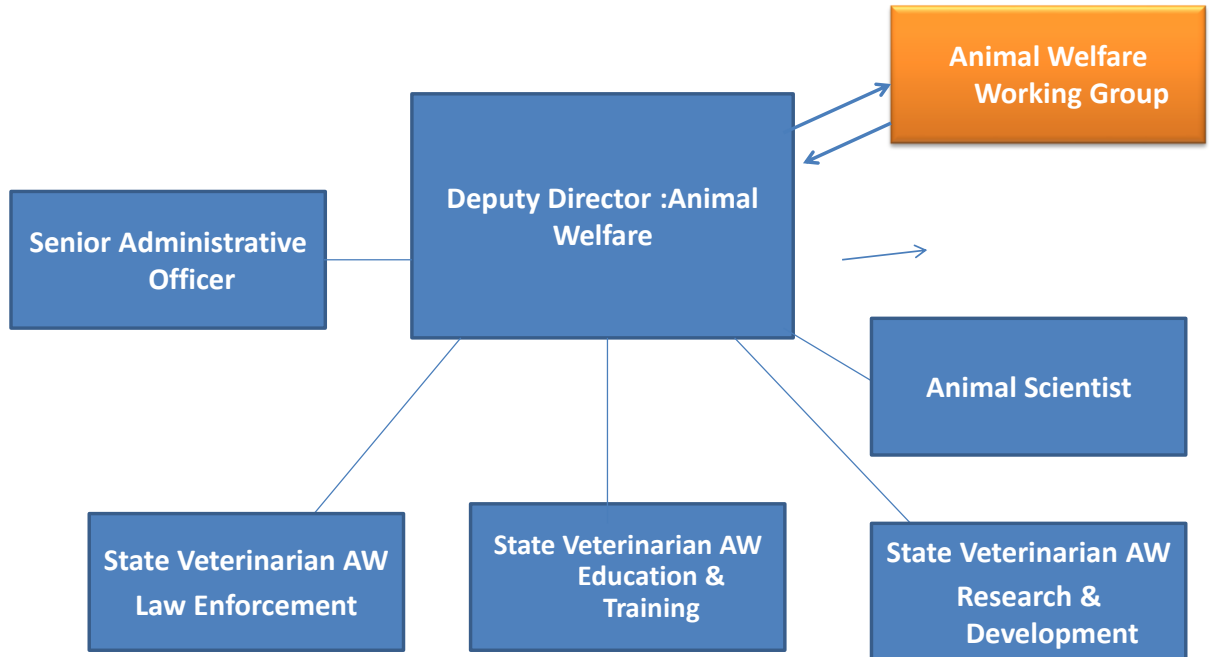 Animal Welfare
Working Group
Deputy Director :Animal
Welfare
Senior Administrative
Officer
Animal Scientist
State Veterinarian AW
Law Enforcement
State Veterinarian AW
Education &
Training
State Veterinarian AW
Research &
Development